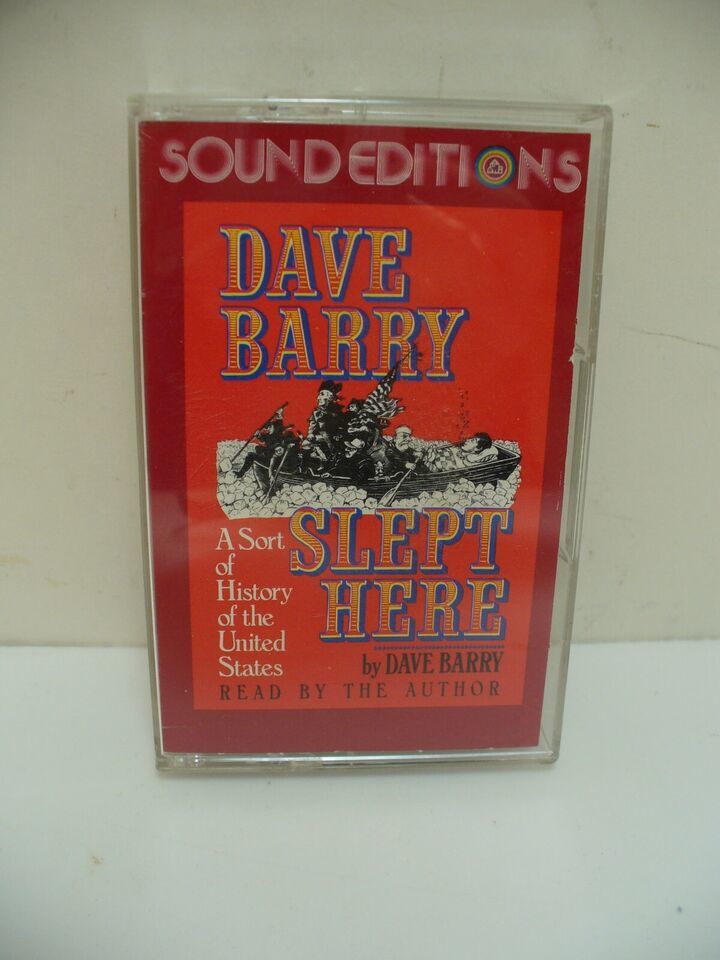 SOUND EDITIONS
DAVE
BARRY
SLEPT
HERE
A Sort
of
History
of the
United
States
by DAVE BARRY
READ BY THE AUTHOR